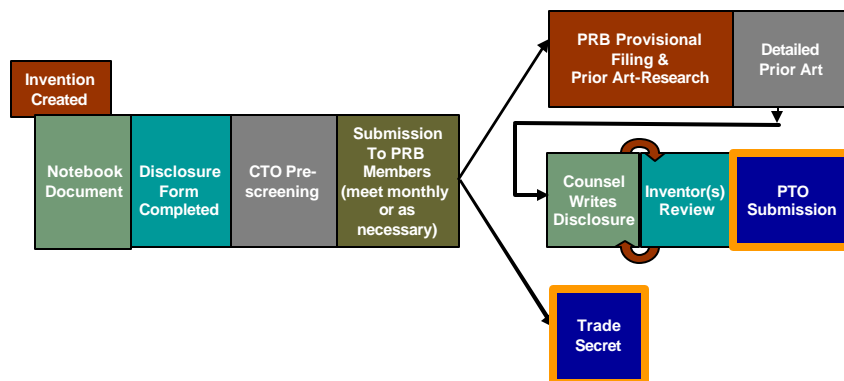 Invention
Created
Notebook
Document
Disclosure
Form
Completed
CTO Pre-
screening
Submission
To PRB
Members
(meet monthly
or as
necessary)
PRB Provisional
Filing &
Prior Art-Research
Detailed
Prior Art
Counsel
Writes
Disclosure
Inventor(s)
Review
PTO
Submission
Trade
Secret